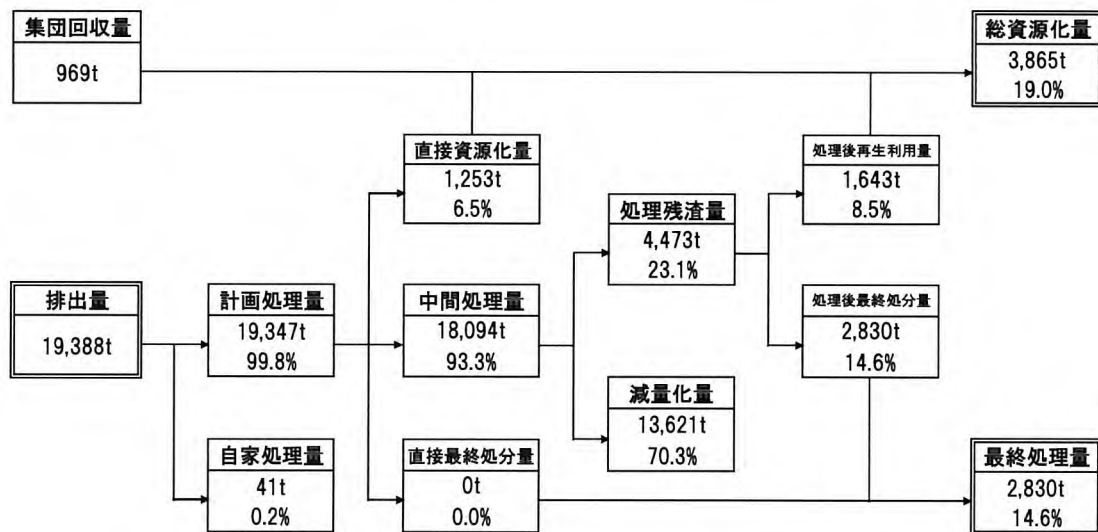 集団回収量
969t
総資源化量
3,865t
19.0%
直接資源化量
1,253t
6.5%
処理後再生利用量
1,643t
8.5%
処理残渣量
4,473t
23.1%
排出量
19,388t
計画処理量
19,347t
99.8%
中間処理量
18,094t
93.3%
処理後最終処分量
2,830t
14.6%
減量化量
13,621t
70.3%
自家処理量
41t
0.2%
直接最終処分量
0t
0.0%
最終処理量
2,830t
14.6%